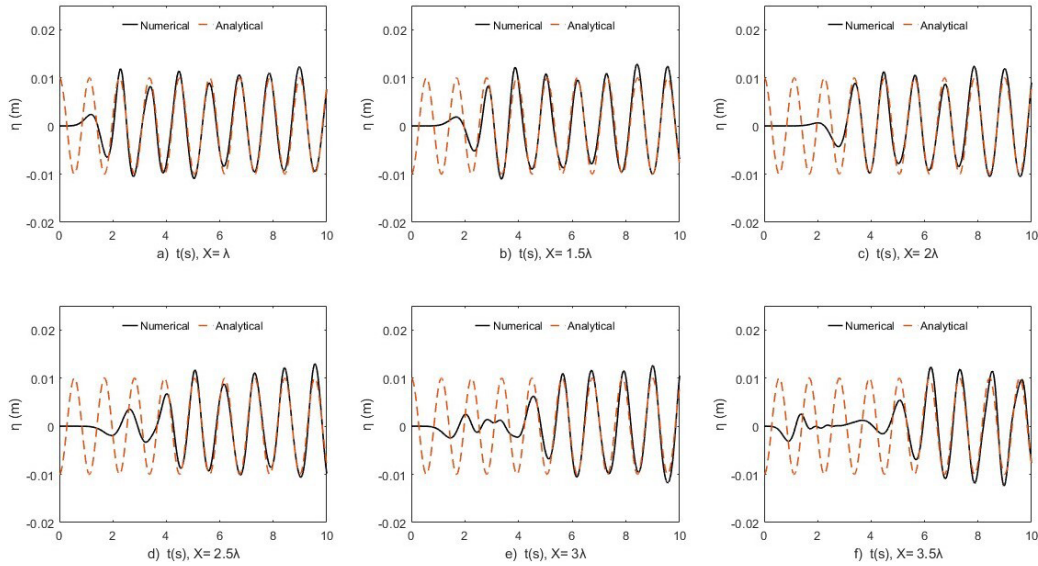 Numerical Analytical
0.02
0.01
0
-0.01
-0.02
η (m)
0 2 4 6 8 10
a) t(s), X= λ
Numerical Analytical
0.02
0.01
0
-0.01
-0.02
η (m)
0 2 4 6 8 10
b) t(s), X= 1.5λ
Numerical Analytical
0.02
0.01
0
-0.01
-0.02
η (m)
0 2 4 6 8 10
c) t(s), X= 2λ
Numerical Analytical
0.02
0.01
0
-0.01
-0.02
η (m)
0 2 4 6 8 10
d) t(s), X= 2.5λ
Numerical Analytical
0.02
0.01
0
-0.01
-0.02
η (m)
0 2 4 6 8 10
e) t(s), X= 3λ
Numerical Analytical
0.02
0.01
0
-0.01
-0.02
η (m)
0 2 4 6 8 10
f) t(s), X= 3.5λ